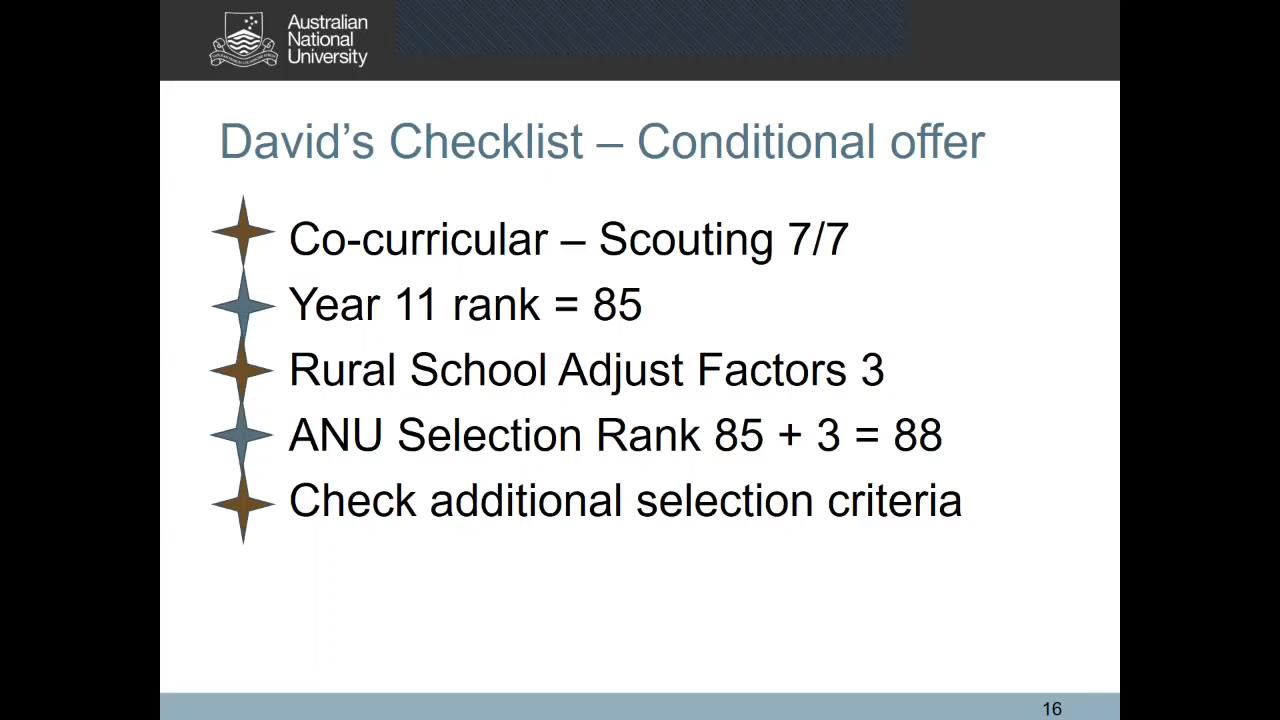 Australian
National
University
David’s Checklist – Conditional offer
Co-curricular – Scouting 7/7
Year 11 rank = 85
Rural School Adjust Factors 3
ANU Selection Rank 85 + 3 = 88
Check additional selection criteria
16